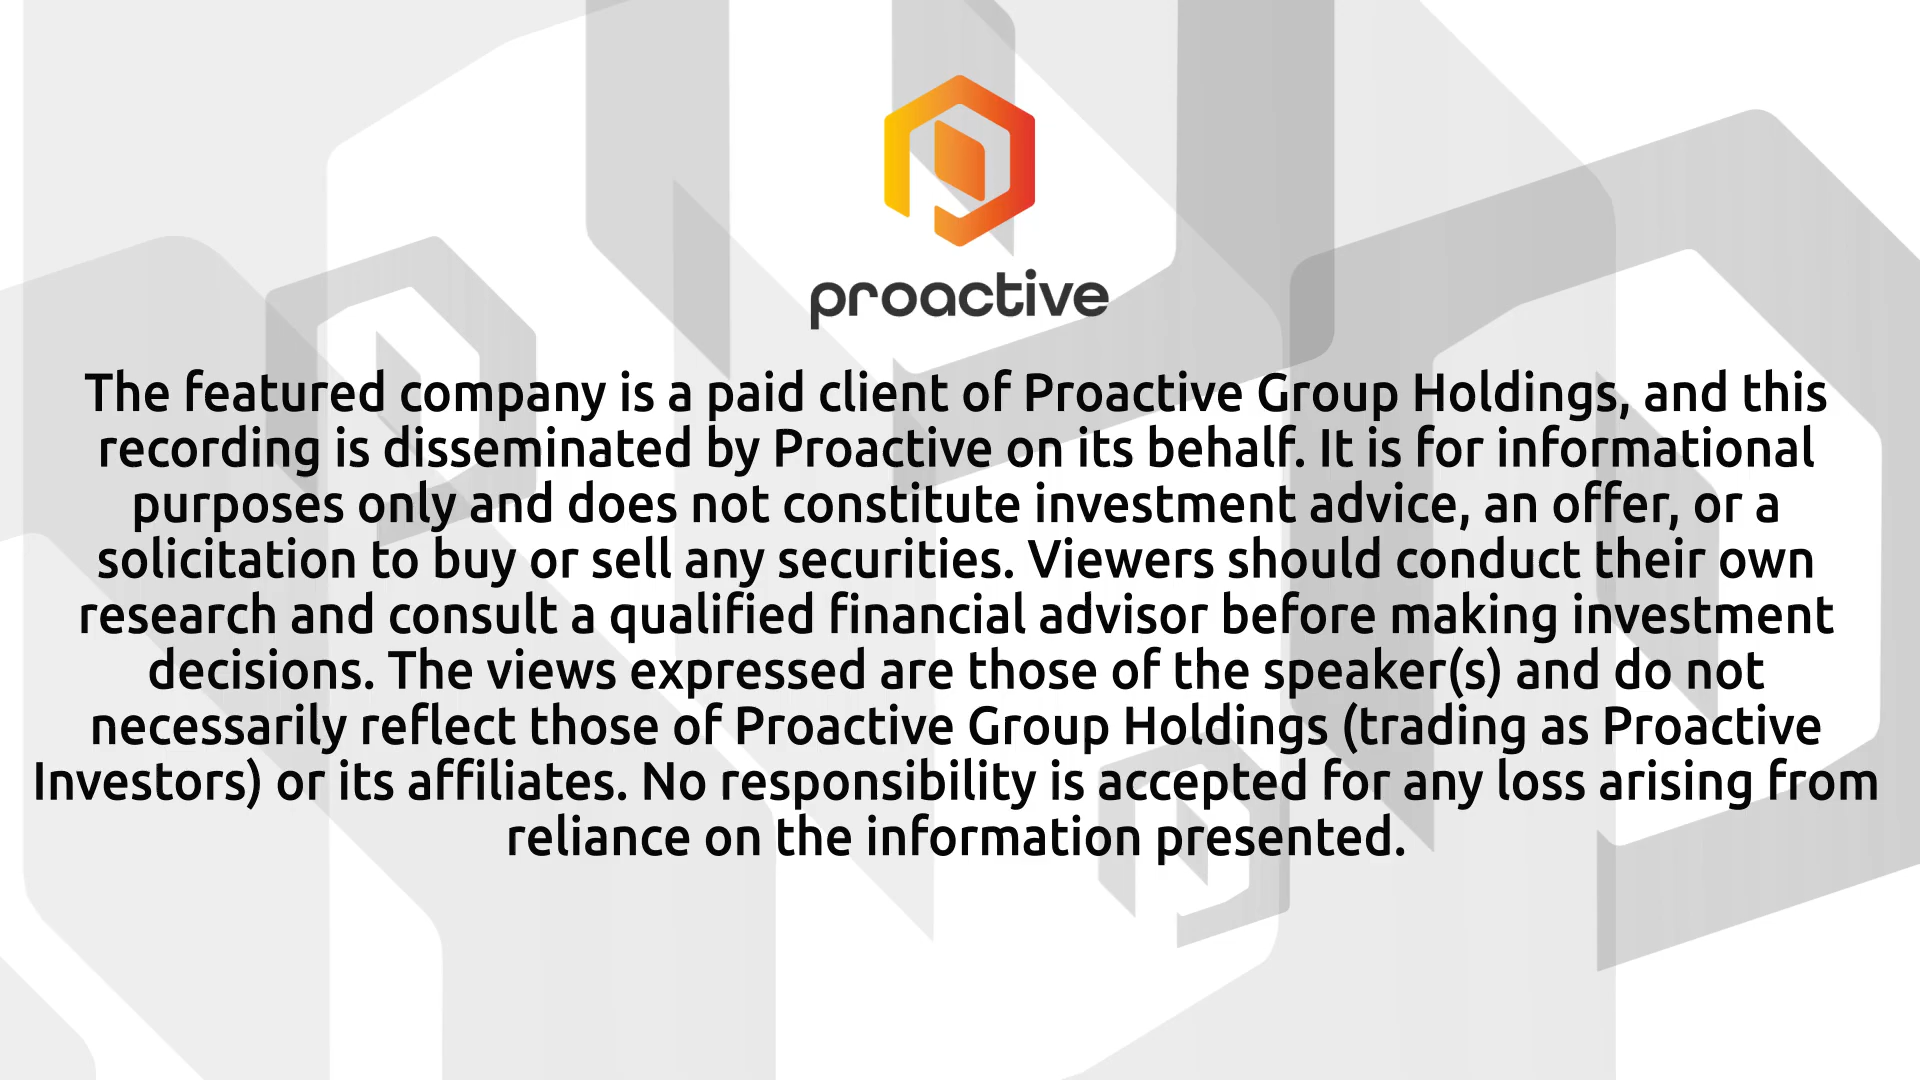 proactive
The featured company is a paid client of Proactive Group Holdings, and this
recording is disseminated by Proactive on its behalf. It is for informational
purposes only and does not constitute investment advice, an offer, or a
solicitation to buy or sell any securities. Viewers should conduct their own
research and consult a qualified financial advisor before making investment
decisions. The views expressed are those of the speaker(s) and do not
necessarily reflect those of Proactive Group Holdings (trading as Proactive
Investors) or its affiliates. No responsibility is accepted for any loss arising from
reliance on the information presented.